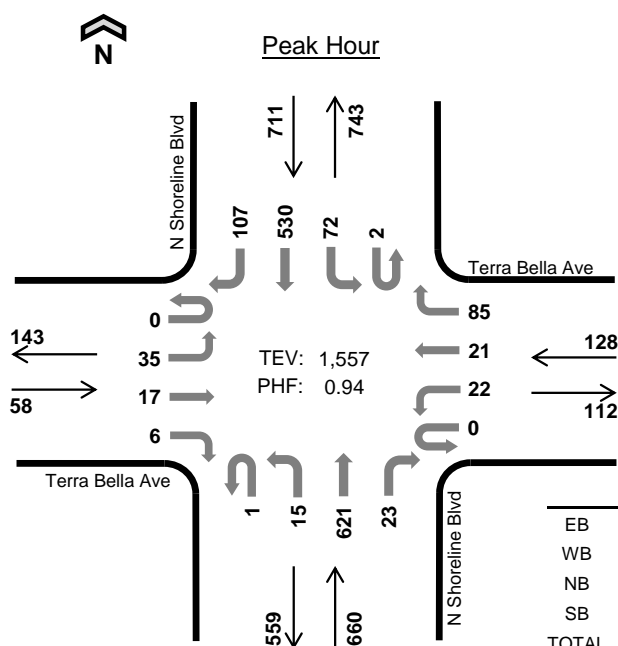 N
Peak Hour
N Shoreline Blvd
711
743
107
530
72
2
Terra Bella Ave
0
35
17
6
143
58
TEV: 1,557
PHF: 0.94
85
21
22
0
128
112
Terra Bella Ave
1
15
621
23
N Shoreline Blvd
559
660
EB
WB
NB
SB
TOTAL